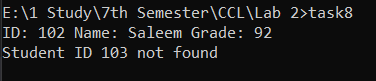 E:\1 Study\7th Semester\CCL\Lab 2>task8
ID: 102 Name: Saleem Grade: 92
Student ID 103 not found